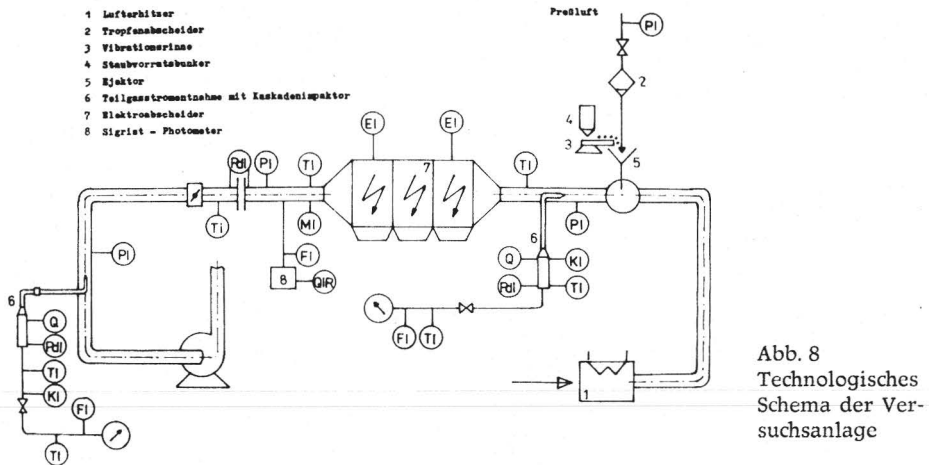 1 Lufterhitzer
2 Tropfenabscheider
3 Vibrationsrinne
4 Staubvorratsbunker
5 Ejektor
6 Teilgasstromentnahme mit Kaskadenimpaktor
7 Elektroabscheider
8 Sigrist - Photometer
Preßluft
PI
2
4
3
5
EI
EI
7
PdI
PI
TI
TI
TI
MI
PI
PI
FI
8
QIR
6
Q
KI
PdI
TI
FI
TI
6
Q
PdI
TI
KI
FI
TI
1
Abb. 8
Technologisches
Schema der Ver-
suchsanlage